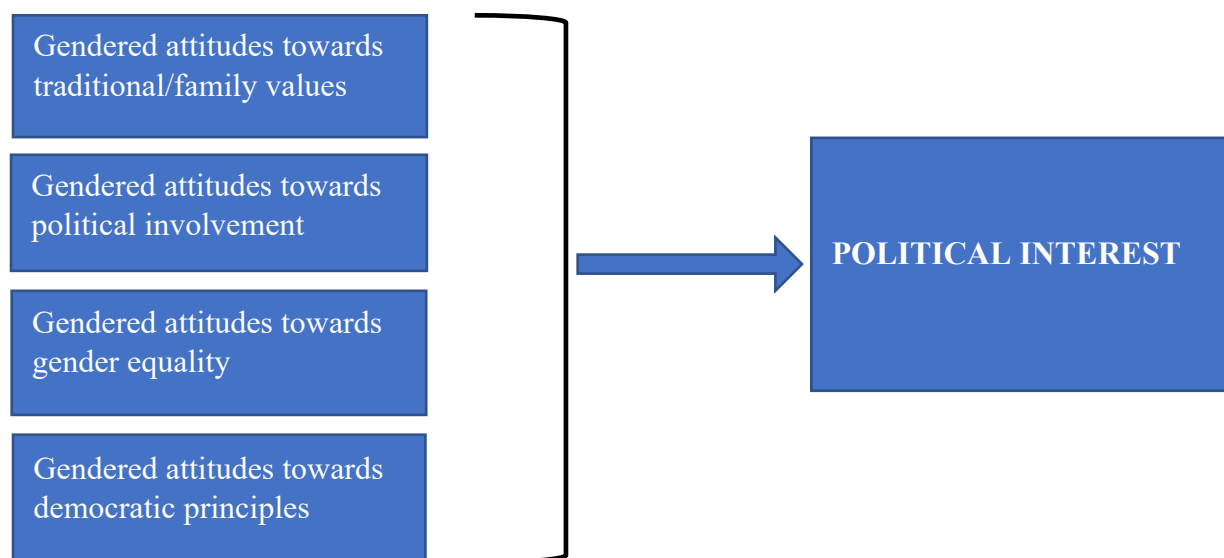 Gendered attitudes towards
traditional/family values
Gendered attitudes towards
political involvement
Gendered attitudes towards
gender equality
Gendered attitudes towards
democratic principles
POLITICAL INTEREST